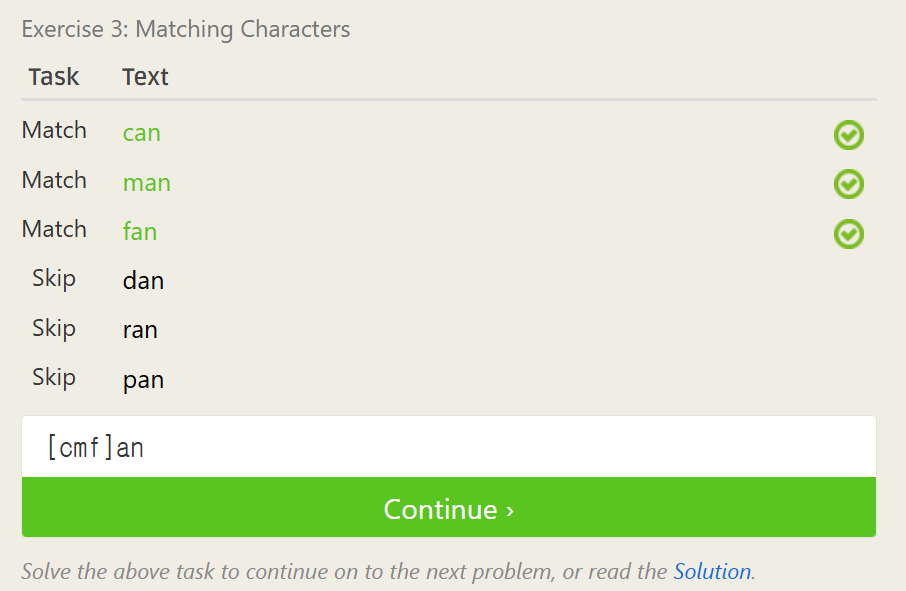 Exercise 3: Matching Characters
Task Text
Match can
Match man
Match fan
Skip dan
Skip ran
Skip pan
[cmf]an
Continue ›
Solve the above task to continue on to the next problem, or read the Solution.